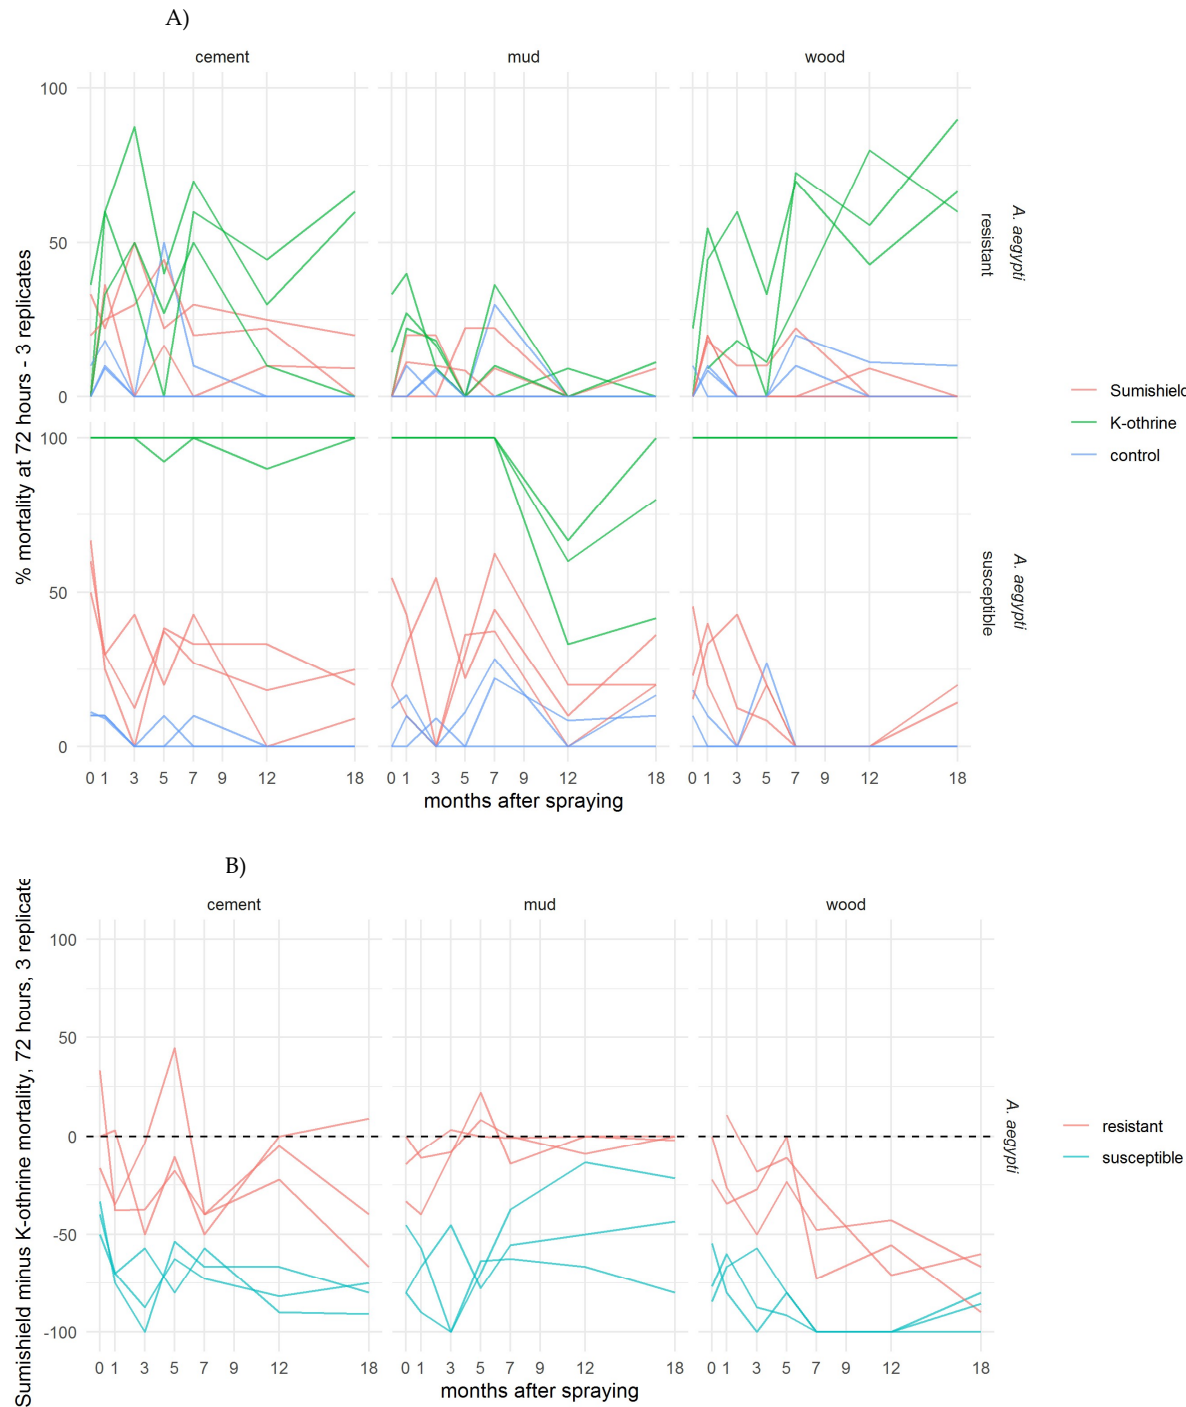 A)
cement mud wood
% mortality at 72 hours - 3 replicates
100
50
0
A. aegypti
resistant
100
50
0
A. aegypti
susceptible
0 1 3 5 7 9 12 18 0 1 3 5 7 9 12 18 0 1 3 5 7 9 12 18
months after spraying
Sumishield
K-othrine
control
B)
cement mud wood
Sumishield minus K-othrine mortality, 72 hours, 3 replicate
100
50
0
-50
-100
A. aegypti
0 1 3 5 7 9 12 18 0 1 3 5 7 9 12 18 0 1 3 5 7 9 12 18
months after spraying
resistant
susceptible